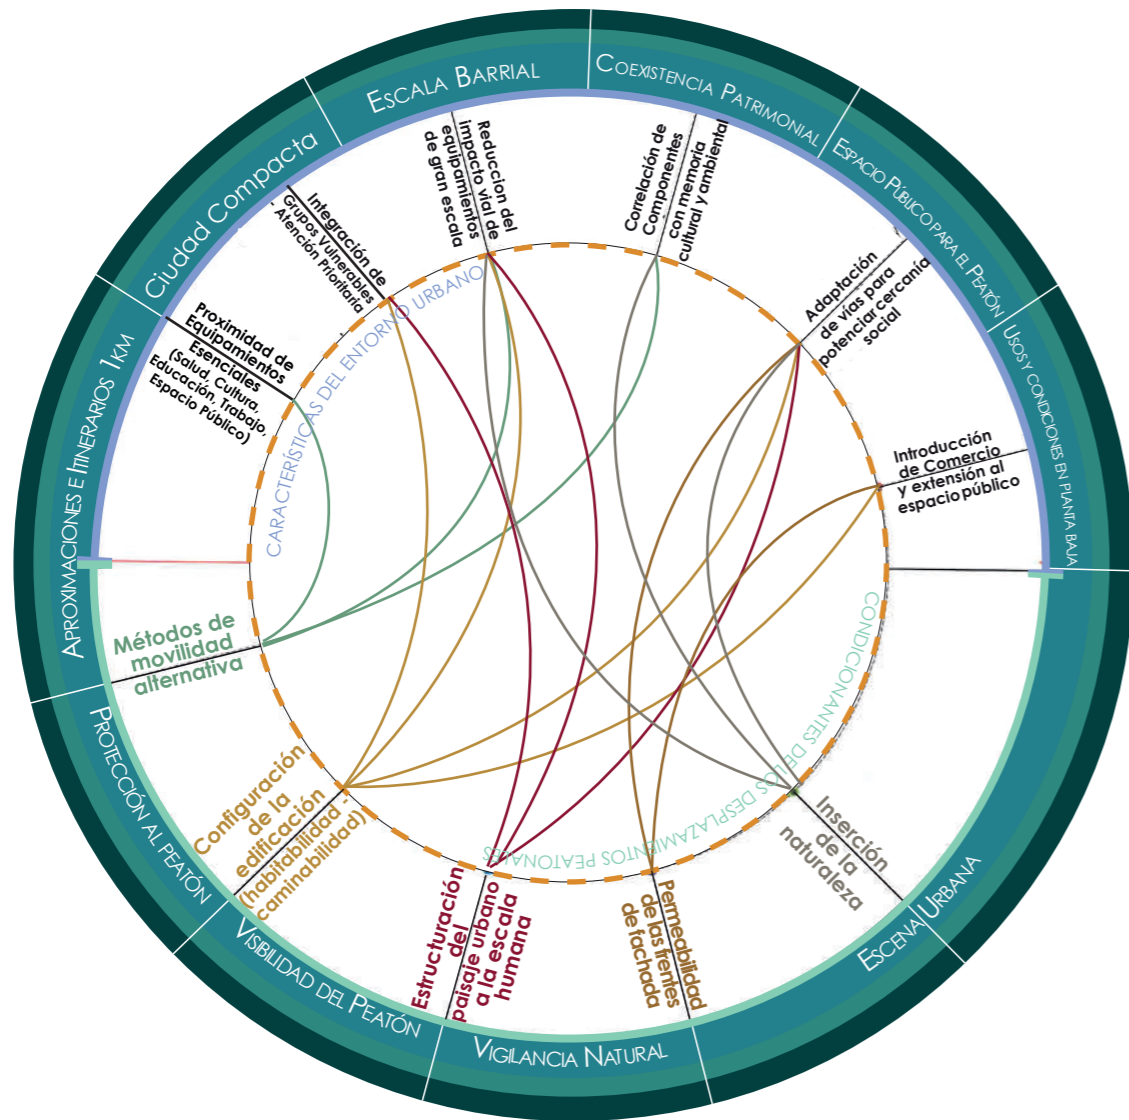 APROXIMACIONES E ITINERARIOS 1KM
Ciudad Compacta
ESCALA BARRIAL
COEXISTENCIA PATRIMONIAL
ESPACIO PÚBLICO PARA EL PEATÓN
USOS Y CONDICIONES EN PLANTA BAJA
ESCENA URBANA
VIGILANCIA NATURAL
VISIBILIDAD DEL PEATÓN
PROTECCIÓN AL PEATÓN
Proximidad de
Equipamientos
Esenciales
(Salud, Cultura,
Educación, Trabajo,
Espacio Público)
Integración de
Grupos Vulnerables
- Atención Prioritaria
Reduccion del
impacto vial de
equipamientos
de gran escala
Correlación de
Componentes
con memoria
cultural y ambiental
Adaptación
de vías para
potenciar cercanía
social
Introducción
de Comercio
y extensión al
espacio público
CARACTERÍSTICAS DEL ENTORNO URBANO
CONDICIONANTES DE LOS DESPLAZAMIENTOS PEATONALES
Métodos de
movilidad
alternativa
Configuración
de la
edificación
(habitabilidad -
caminabilidad))
Estructuración
del
paisaje urbano
a la escala
humana
Permeabilidad
de las frentes
de fachada
Inserción
de la
naturaleza